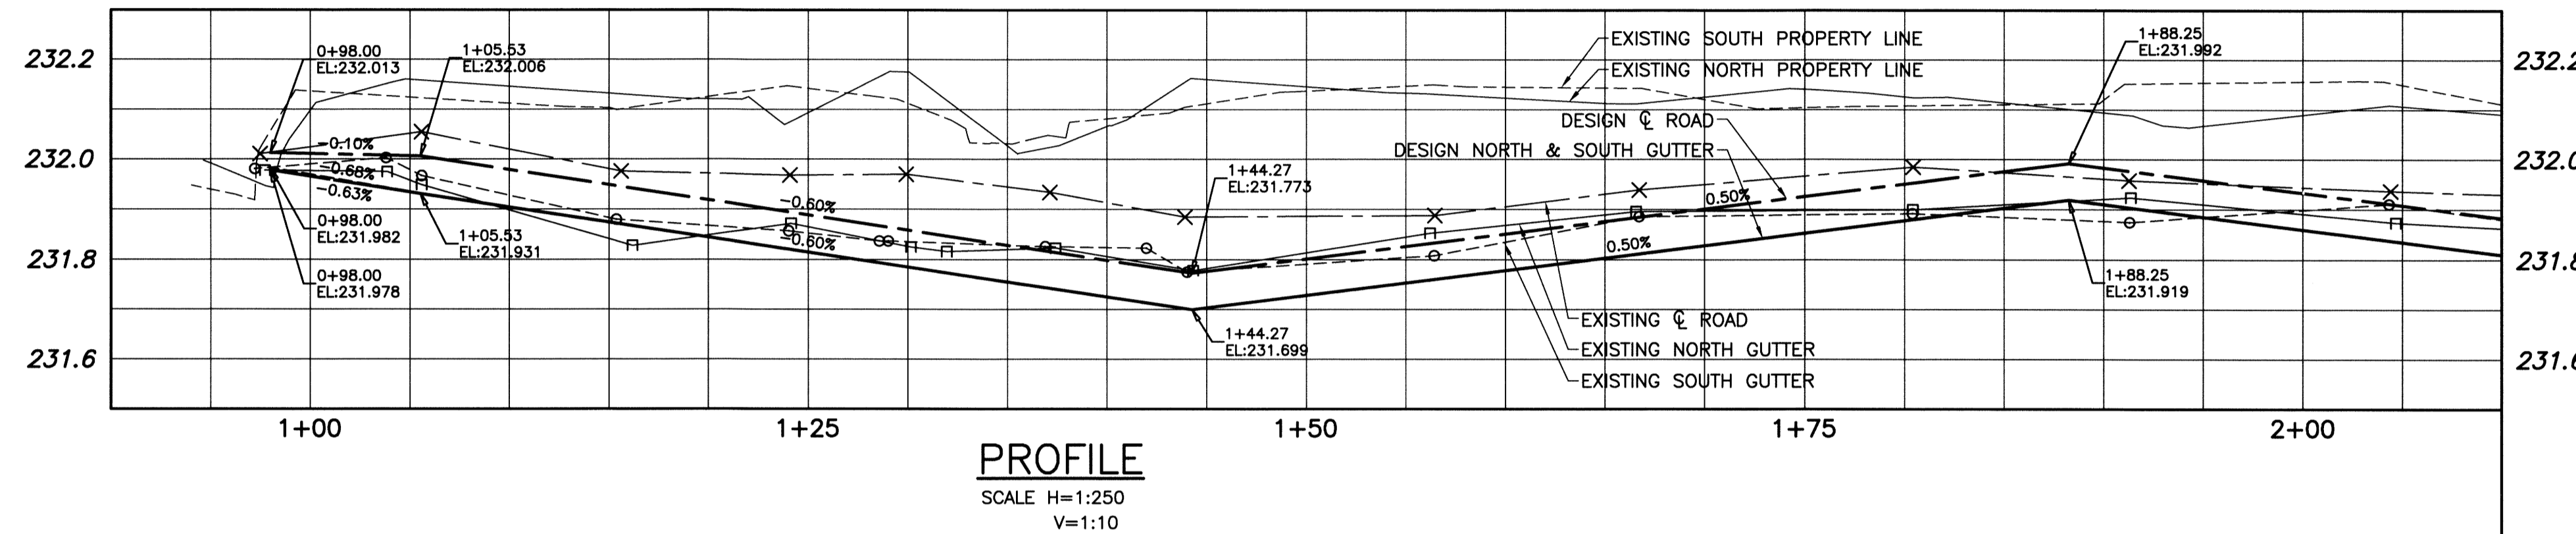 232.2
232.0
231.8
231.6
232.2
232.0
231.8
231.6
0+98.00
EL:232.013
1+05.53
EL:232.006
-0.10%
-0.68%
-0.63%
0+98.00
EL:231.982
0+98.00
EL:231.978
1+05.53
EL:231.931
-0.60%
-0.60%
1+44.27
EL:231.773
1+44.27
EL:231.699
EXISTING SOUTH PROPERTY LINE
EXISTING NORTH PROPERTY LINE
DESIGN ℄ ROAD
DESIGN NORTH & SOUTH GUTTER
0.50%
0.50%
1+88.25
EL:231.992
1+88.25
EL:231.919
EXISTING ℄ ROAD
EXISTING NORTH GUTTER
EXISTING SOUTH GUTTER
1+00
1+25
1+50
1+75
2+00
PROFILE
SCALE H=1:250
V=1:10